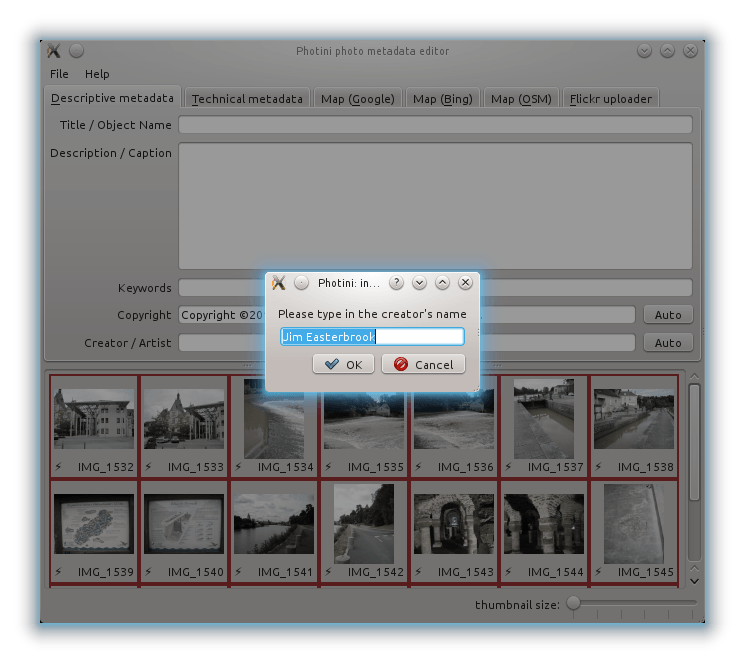 Photini photo metadata editor
File Help
Descriptive metadata Technical metadata Map (Google) Map (Bing) Map (OSM) Flickr uploader
Title / Object Name
Description / Caption
Keywords
Copyright Copyright ©20 Auto
Creator / Artist Auto
Photini: in... ?
Please type in the creator's name
Jim Easterbrook
OK Cancel
IMG_1532 IMG_1533 IMG_1534 IMG_1535 IMG_1536 IMG_1537 IMG_1538
IMG_1539 IMG_1540 IMG_1541 IMG_1542 IMG_1543 IMG_1544 IMG_1545
thumbnail size: